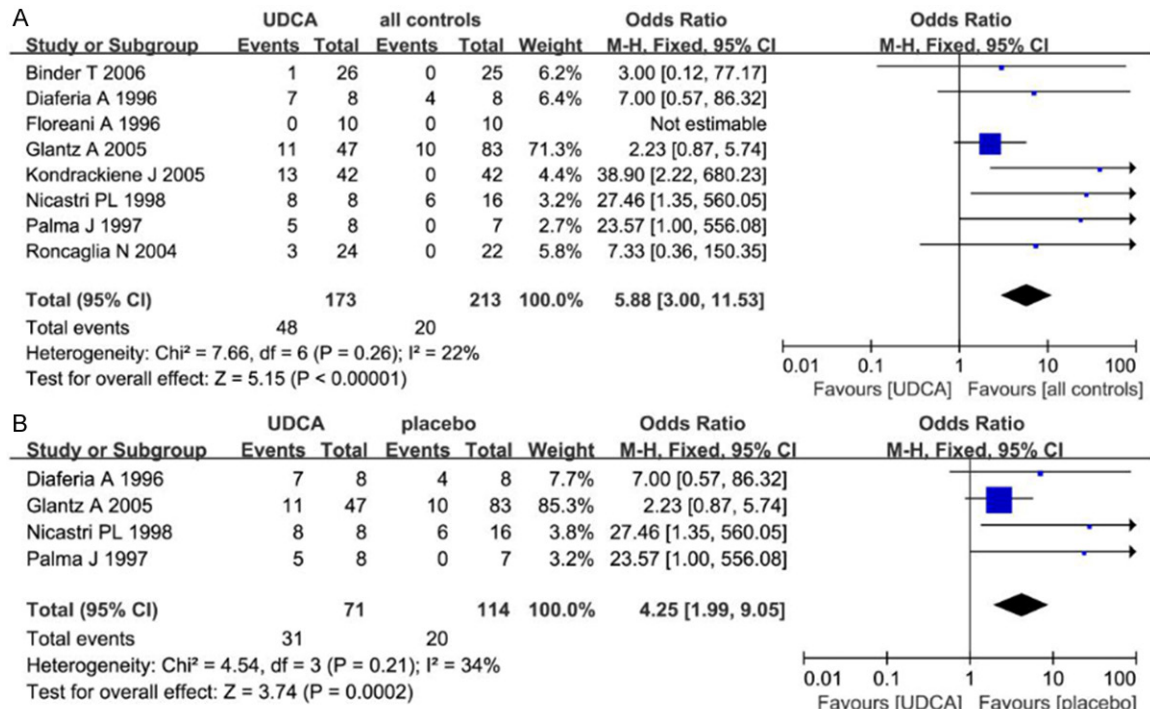 A
UDCA all controls Odds Ratio Odds Ratio
Study or Subgroup Events Total Events Total Weight M-H, Fixed, 95% CI M-H, Fixed, 95% CI
Binder T 2006 1 26 0 25 6.2% 3.00 [0.12, 77.17]
Diaferia A 1996 7 8 4 8 6.4% 7.00 [0.57, 86.32]
Floreani A 1996 0 10 0 10 Not estimable
Glantz A 2005 11 47 10 83 71.3% 2.23 [0.87, 5.74]
Kondrackiene J 2005 13 42 0 42 4.4% 38.90 [2.22, 680.23]
Nicastri PL 1998 8 8 6 16 3.2% 27.46 [1.35, 560.05]
Palma J 1997 5 8 0 7 2.7% 23.57 [1.00, 556.08]
Roncaglia N 2004 3 24 0 22 5.8% 7.33 [0.36, 150.35]
Total (95% CI) 173 213 100.0% 5.88 [3.00, 11.53]
Total events 48 20
Heterogeneity: Chi² = 7.66, df = 6 (P = 0.26); I² = 22%
Test for overall effect: Z = 5.15 (P < 0.00001)
0.01 0.1 1 10 100
Favours [UDCA] Favours [all controls]
B
UDCA placebo Odds Ratio Odds Ratio
Study or Subgroup Events Total Events Total Weight M-H, Fixed, 95% CI M-H, Fixed, 95% CI
Diaferia A 1996 7 8 4 8 7.7% 7.00 [0.57, 86.32]
Glantz A 2005 11 47 10 83 85.3% 2.23 [0.87, 5.74]
Nicastri PL 1998 8 8 6 16 3.8% 27.46 [1.35, 560.05]
Palma J 1997 5 8 0 7 3.2% 23.57 [1.00, 556.08]
Total (95% CI) 71 114 100.0% 4.25 [1.99, 9.05]
Total events 31 20
Heterogeneity: Chi² = 4.54, df = 3 (P = 0.21); I² = 34%
Test for overall effect: Z = 3.74 (P = 0.0002)
0.01 0.1 1 10 100
Favours [UDCA] Favours [placebo]